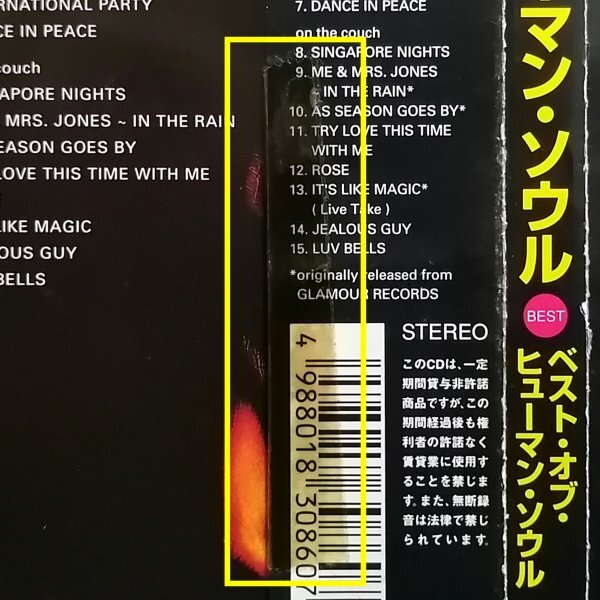 RNATIONAL PARTY
CE IN PEACE
couch
APORE NIGHTS
MRS. JONES ~ IN THE RAIN
EASON GOES BY
LOVE THIS TIME WITH ME
LIKE MAGIC
OUS GUY
BELLS
7. DANCE IN PEACE
on the couch
8. SINGAPORE NIGHTS
9. ME & MRS. JONES
~ IN THE RAIN*
10. AS SEASON GOES BY*
11. TRY LOVE THIS TIME
WITH ME
12. ROSE
13. IT'S LIKE MAGIC*
( Live Take )
14. JEALOUS GUY
15. LUV BELLS
*originally released from
GLAMOUR RECORDS
4 988018 308607
STEREO
このCDは、一定
期間貸与非許諾
商品ですが、この
期間経過後も権
利者の許諾なく
賃貸業に使用す
ることを禁じま
す。また、無断録
音は法律で禁じ
られています。
マン・ソウル
BEST
ベスト・オブ・
ヒューマン・ソウル